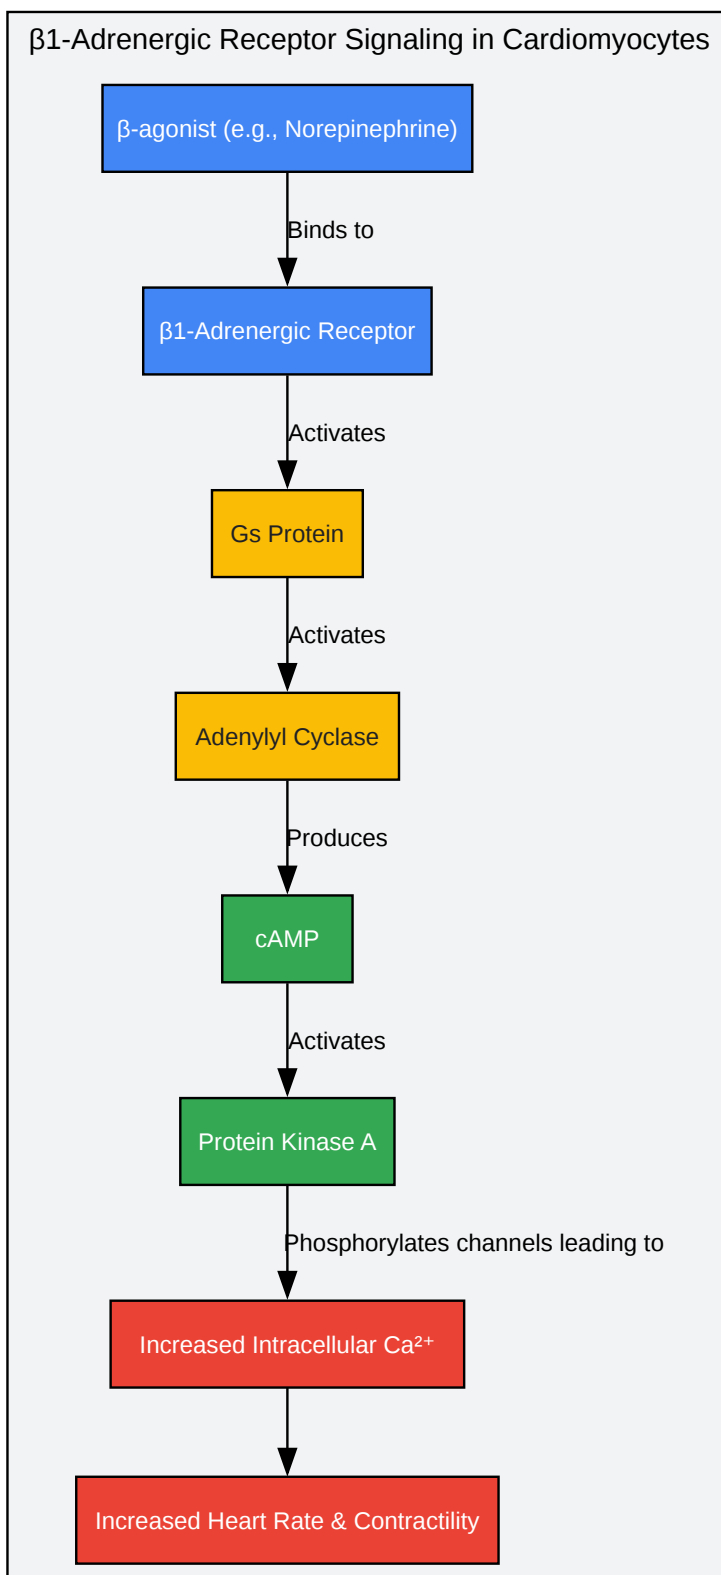 β1-Adrenergic Receptor Signaling in Cardiomyocytes
β-agonist (e.g., Norepinephrine)
Binds to
β1-Adrenergic Receptor
Activates
Gs Protein
Activates
Adenylyl Cyclase
Produces
cAMP
Activates
Protein Kinase A
Phosphorylates channels leading to
Increased Intracellular Ca²⁺
Increased Heart Rate & Contractility